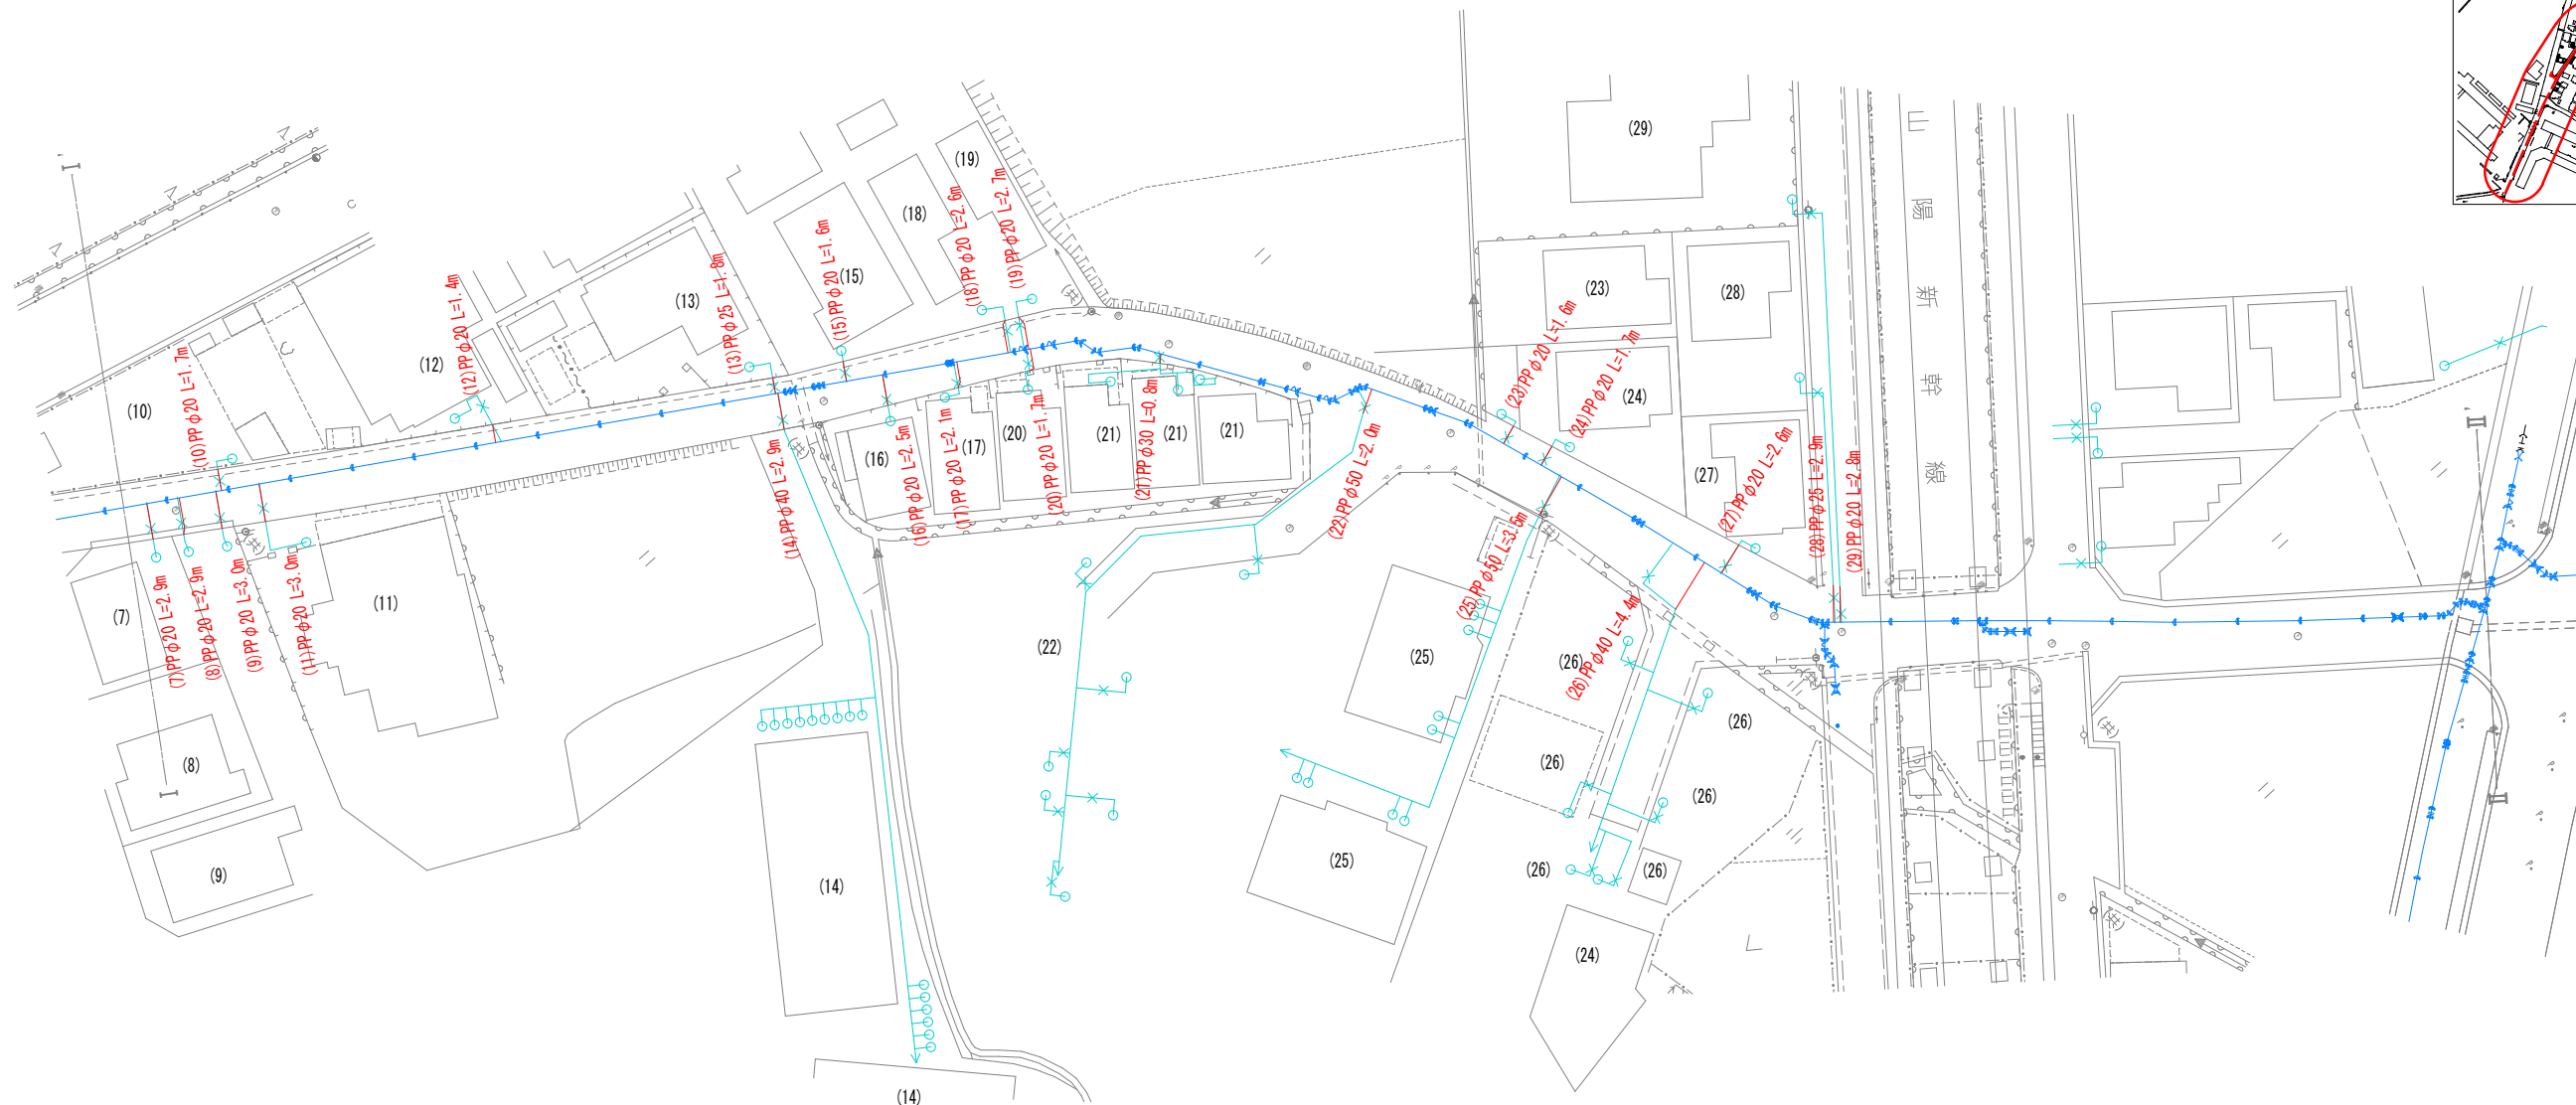 (7)PPφ20 L=2.9m
(8)PPφ20 L=2.9m
(9)PPφ20 L=3.0m
(10)PPφ20 L=1.7m
(11)PPφ20 L=3.0m
(12)PPφ20 L=1.4m
(13)PPφ25 L=1.8m
(14)PPφ40 L=2.9m
(15)PPφ20 L=1.6m
(16)PPφ20 L=2.5m
(17)PPφ20 L=2.1m
(18)PPφ20 L=2.6m
(19)PPφ20 L=2.7m
(20)PPφ20 L=1.7m
(21)PPφ30 L=0.8m
(22)PPφ50 L=2.0m
(23)PPφ20 L=1.6m
(24)PPφ20 L=1.7m
(25)PPφ50 L=3.5m
(26)PPφ40 L=4.4m
(27)PPφ20 L=2.6m
(28)PPφ25 L=2.9m
(29)PPφ20 L=2.8m
(7)
(8)
(9)
(10)
(11)
(12)
(13)
(14)
(14)
(15)
(16)
(17)
(18)
(19)
(20)
(21)
(21)
(21)
(22)
(23)
(24)
(24)
(25)
(25)
(26)
(26)
(26)
(26)
(26)
(26)
(27)
(28)
(29)
山陽新幹線